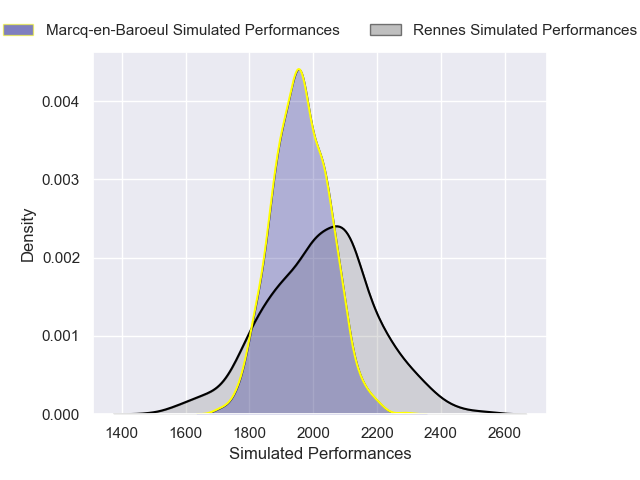 Marcq-en-Baroeul Simulated Performances Rennes Simulated Performances
0.004
0.003
0.002
0.001
0.000
Density
1400 1600 1800 2000 2200 2400 2600
Simulated Performances